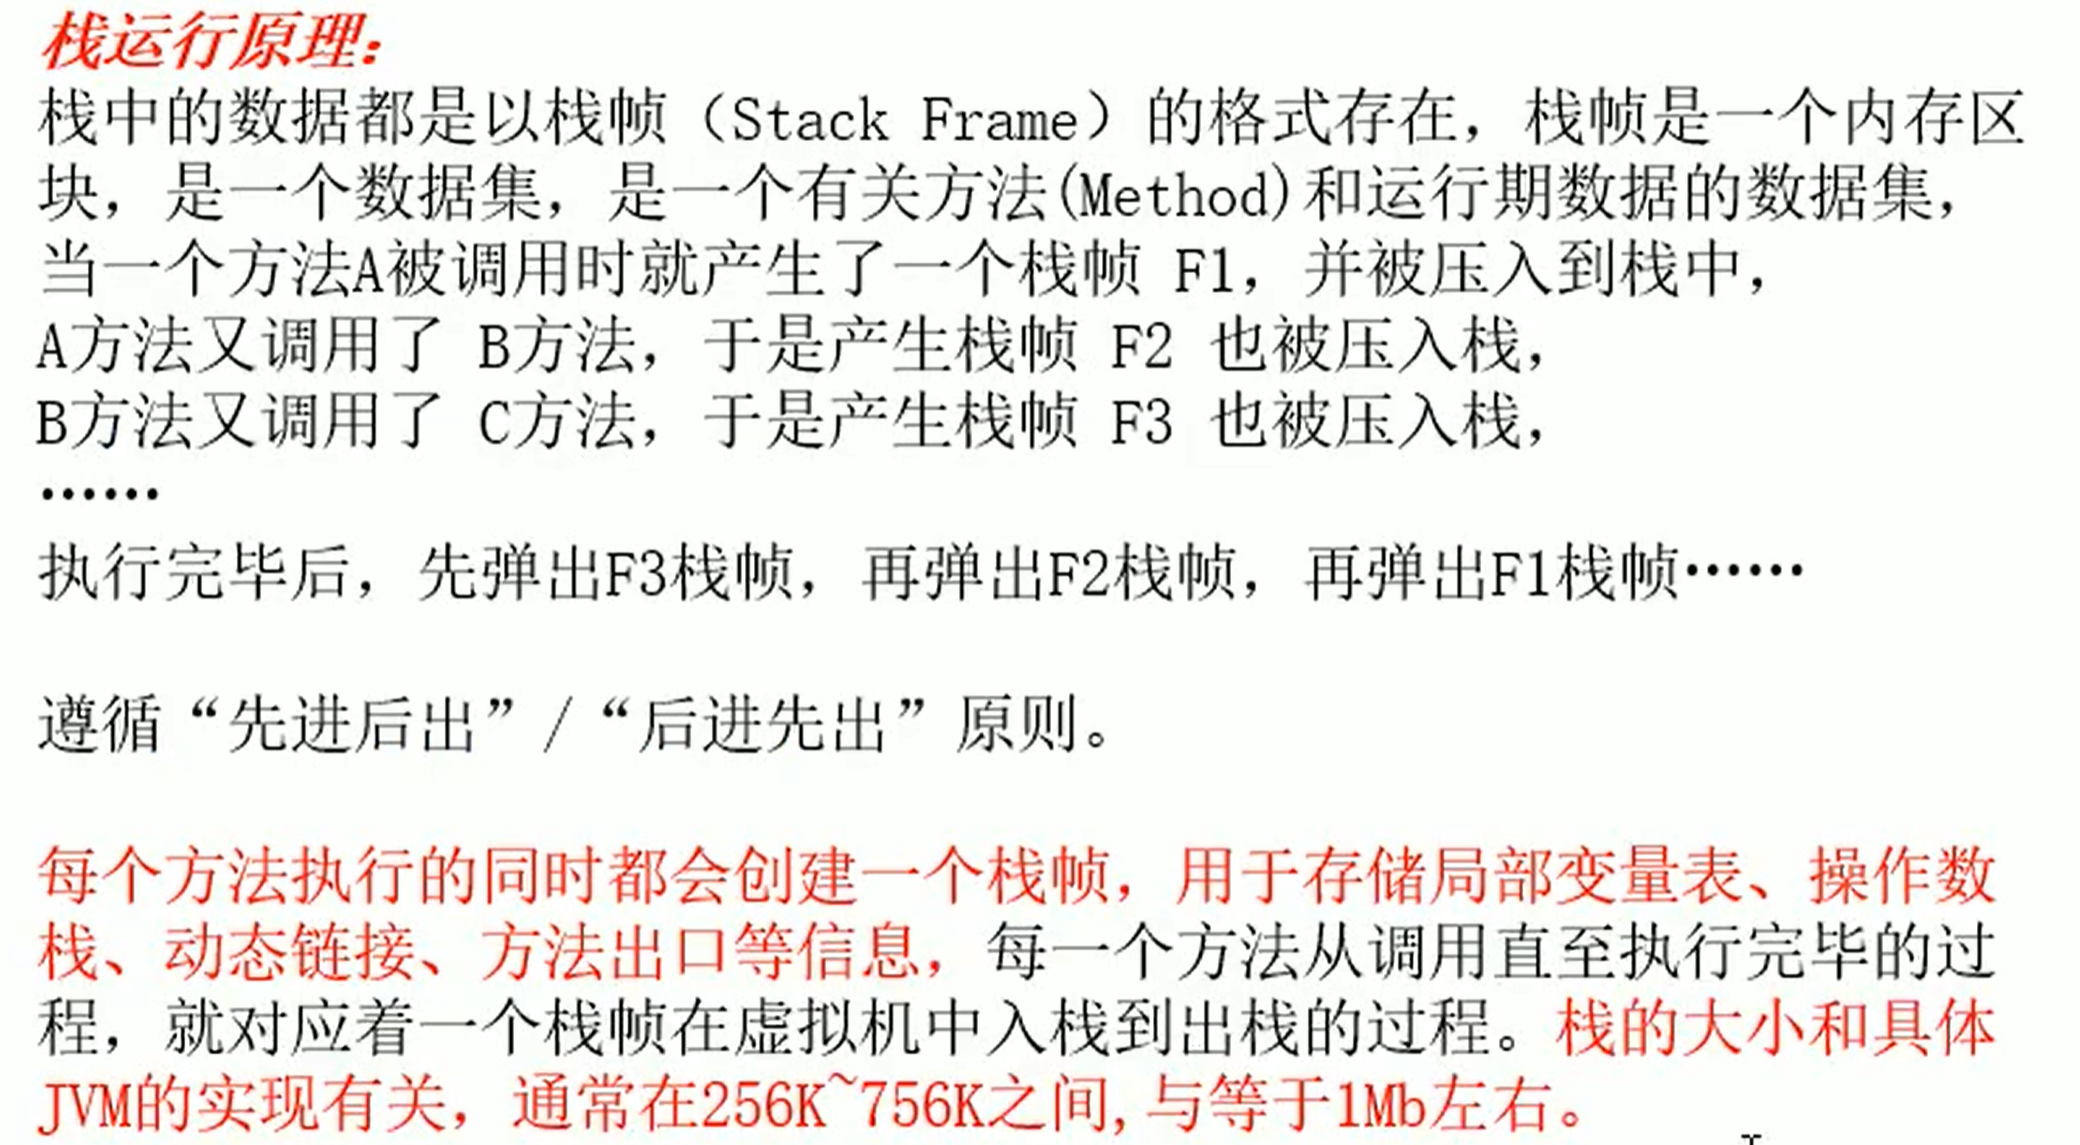 栈运行原理:
栈中的数据都是以栈帧（Stack Frame）的格式存在，栈帧是一个内存区
块，是一个数据集，是一个有关方法(Method)和运行期数据的数据集，
当一个方法A被调用时就产生了一个栈帧 F1，并被压入到栈中，
A方法又调用了 B方法，于是产生栈帧 F2 也被压入栈，
B方法又调用了 C方法，于是产生栈帧 F3 也被压入栈，
……
执行完毕后，先弹出F3栈帧，再弹出F2栈帧，再弹出F1栈帧……
遵循“先进后出”/“后进先出”原则。
每个方法执行的同时都会创建一个栈帧，用于存储局部变量表、操作数
栈、动态链接、方法出口等信息，每一个方法从调用直至执行完毕的过
程，就对应着一个栈帧在虚拟机中入栈到出栈的过程。栈的大小和具体
JVM的实现有关，通常在256K~756K之间,与等于1Mb左右。